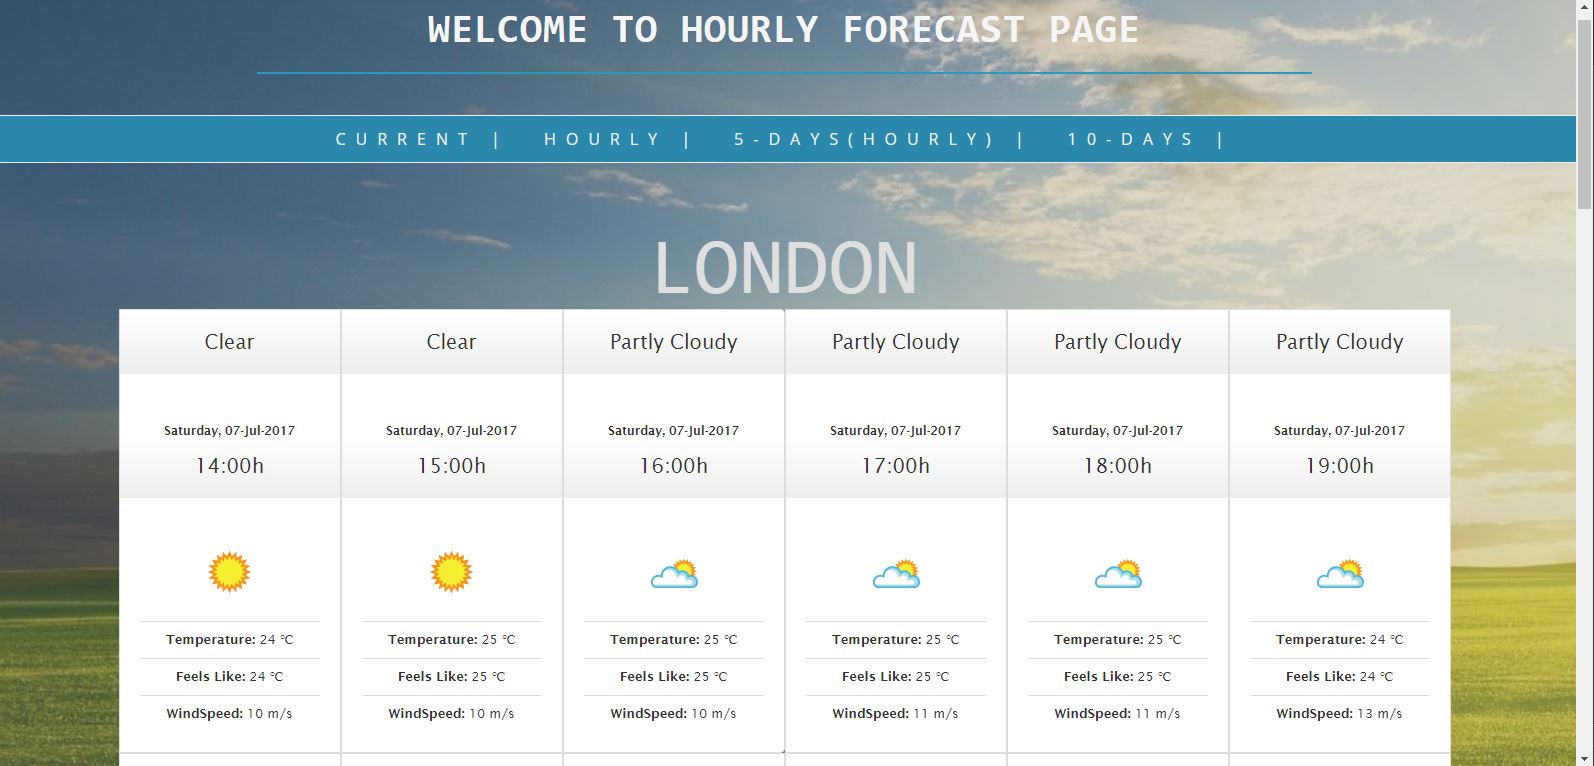 WELCOME TO HOURLY FORECAST PAGE
CURRENT | HOURLY | 5-DAYS(HOURLY) | 10-DAYS |
LONDON
Clear Clear Partly Cloudy Partly Cloudy Partly Cloudy Partly Cloudy
Saturday, 07-Jul-2017 Saturday, 07-Jul-2017 Saturday, 07-Jul-2017 Saturday, 07-Jul-2017 Saturday, 07-Jul-2017 Saturday, 07-Jul-2017
14:00h 15:00h 16:00h 17:00h 18:00h 19:00h
Temperature: 24 °C Temperature: 25 °C Temperature: 25 °C Temperature: 25 °C Temperature: 25 °C Temperature: 24 °C
Feels Like: 24 °C Feels Like: 25 °C Feels Like: 25 °C Feels Like: 25 °C Feels Like: 25 °C Feels Like: 24 °C
WindSpeed: 10 m/s WindSpeed: 10 m/s WindSpeed: 10 m/s WindSpeed: 11 m/s WindSpeed: 11 m/s WindSpeed: 13 m/s